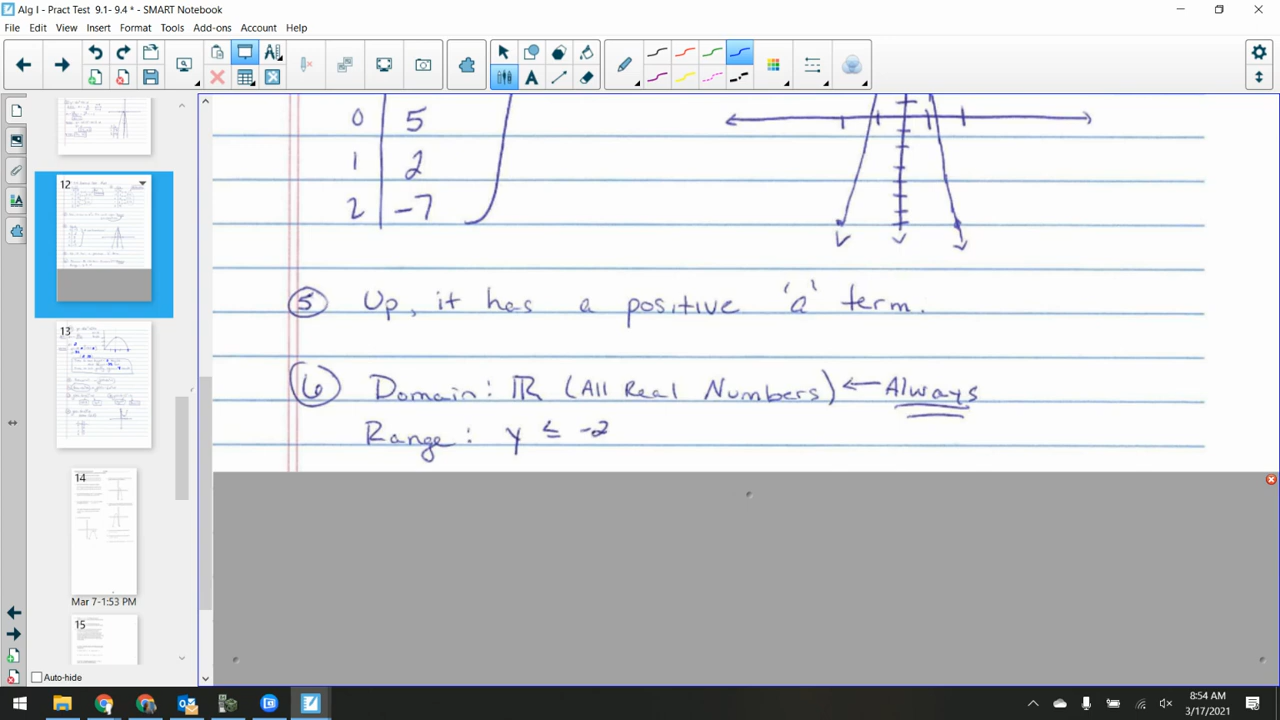 Alg I - Pract Test 9.1- 9.4 * - SMART Notebook
File Edit View Insert Format Tools Add-ons Account Help
0 5
1 2
2 -7
12
13
14
Mar 7-1:53 PM
15
⑤ Up, it has a positive 'a' term.
⑥ Domain: ℝ (All Real Numbers) ← Always
Range: y ≤ -2
Auto-hide
8:54 AM
3/17/2021